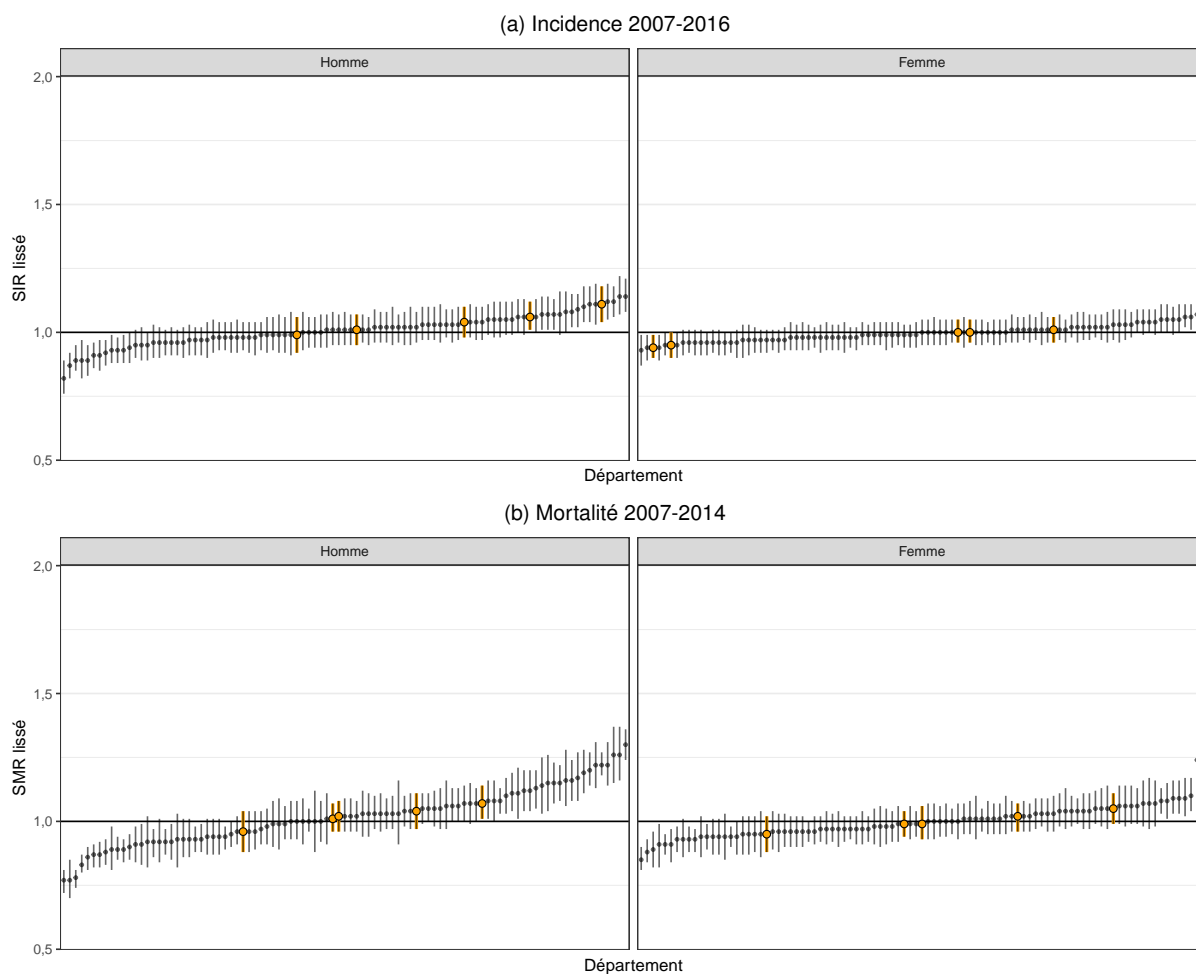 (a) Incidence 2007-2016
Homme
Femme
2,0
1,5
1,0
0,5
SIR lissé
Département
(b) Mortalité 2007-2014
Homme
Femme
2,0
1,5
1,0
0,5
SMR lissé
Département